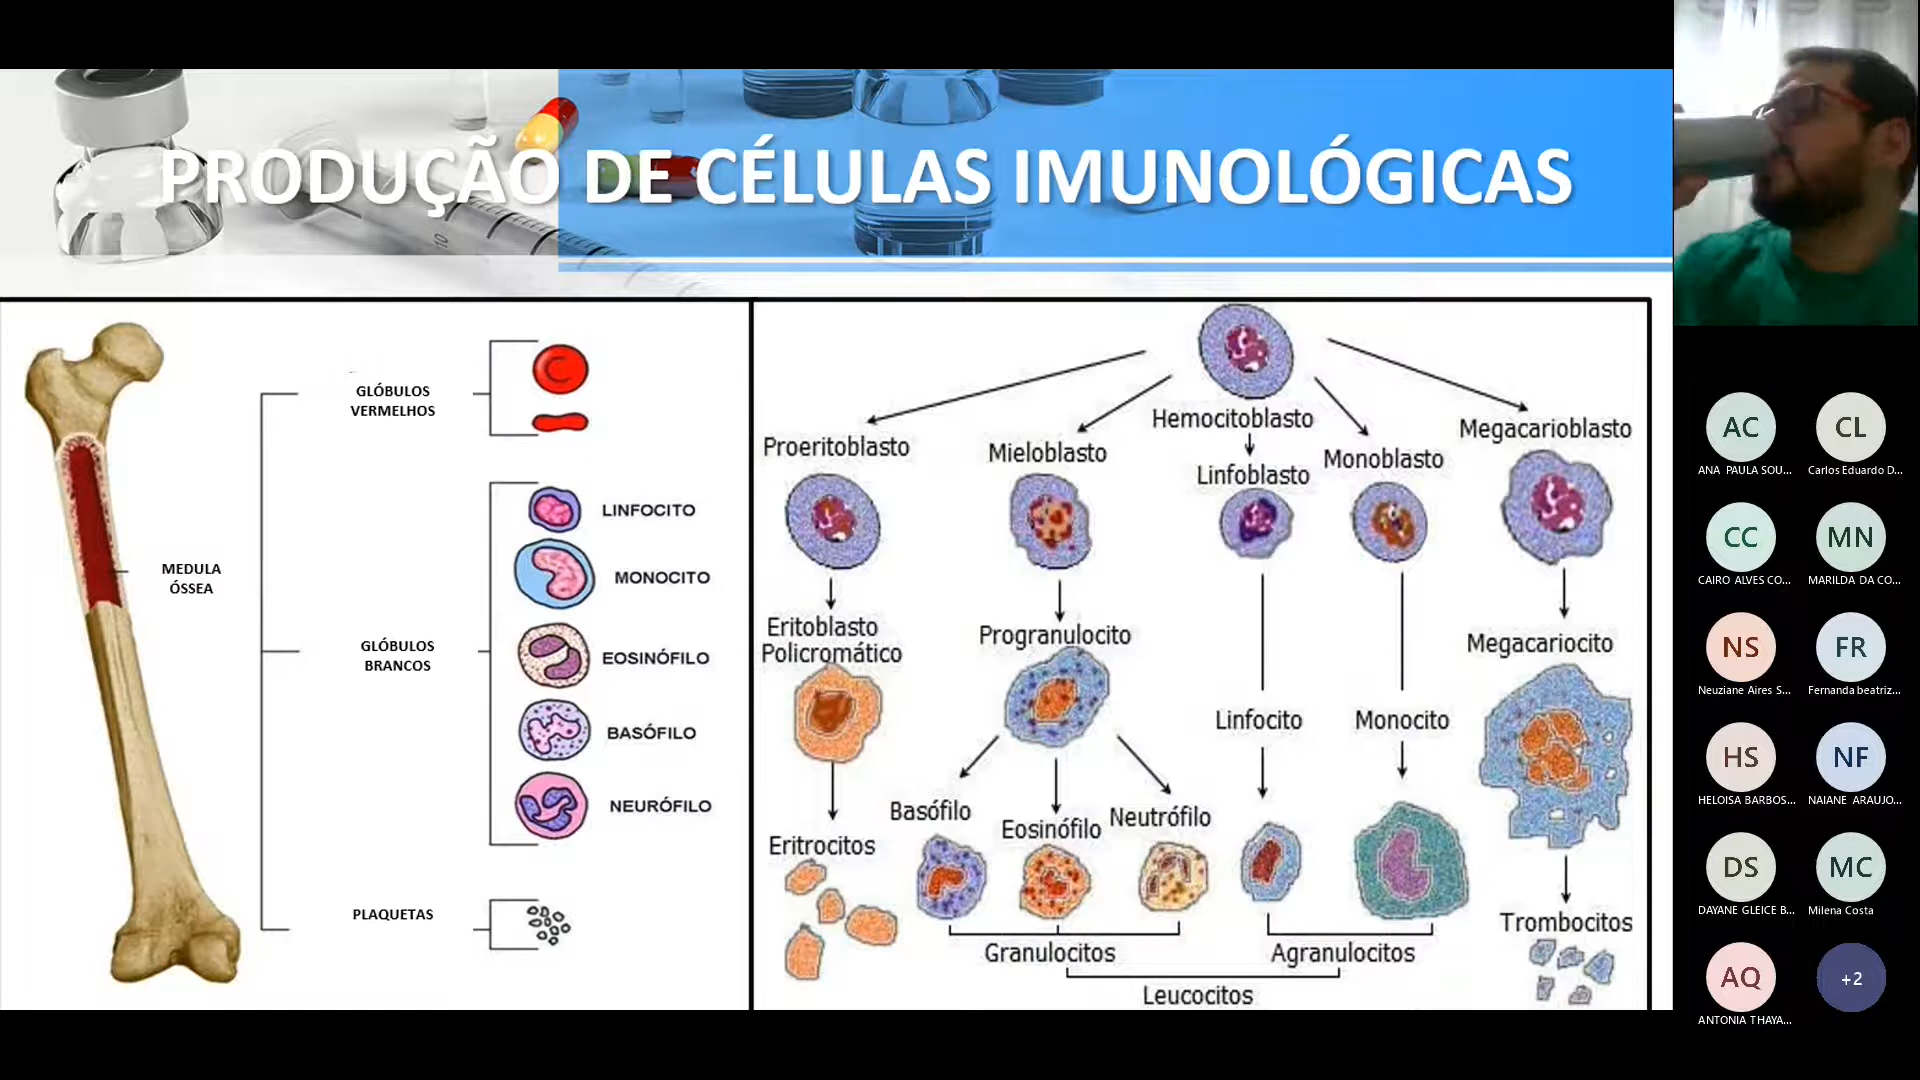 PRODUÇÃO DE CÉLULAS IMUNOLÓGICAS
GLÓBULOS
VERMELHOS
MEDULA
ÓSSEA
GLÓBULOS
BRANCOS
LINFOCITO
MONOCITO
EOSINÓFILO
BASÓFILO
NEURÓFILO
PLAQUETAS
Hemocitoblasto
Proeritoblasto
Mieloblasto
Linfoblasto
Monoblasto
Megacarioblasto
Eritoblasto
Policromático
Progranulocito
Linfocito
Monocito
Megacariocito
Eritrocitos
Basófilo
Eosinófilo
Neutrófilo
Trombocitos
Granulocitos
Agranulocitos
Leucocitos
AC
ANA PAULA SOU...
CL
Carlos Eduardo D...
CC
CAIRO ALVES CO...
MN
MARILDA DA CO...
NS
Neuziane Aires S...
FR
Fernanda beatriz...
HS
HELOISA BARBOS...
NF
NAIANE ARAUJO...
DS
DAYANE GLEICE B...
MC
Milena Costa
AQ
ANTONIA THAYA...
+2